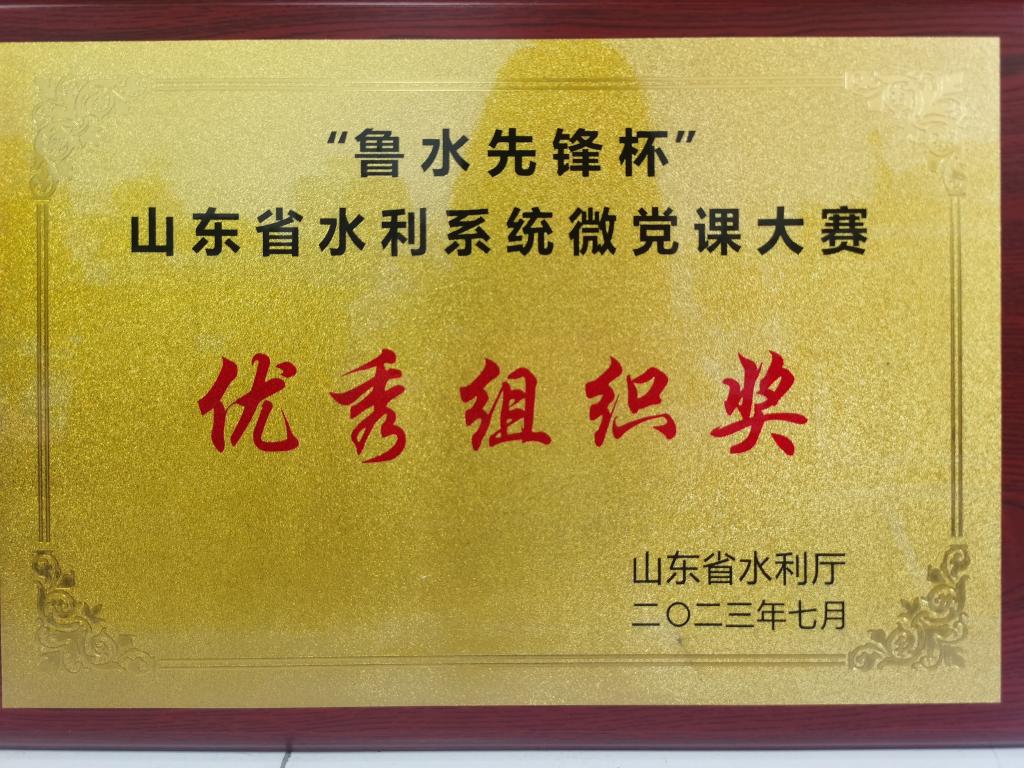 “鲁水先锋杯”
山东省水利系统微党课大赛
优秀组织奖
山东省水利厅
二〇二三年七月